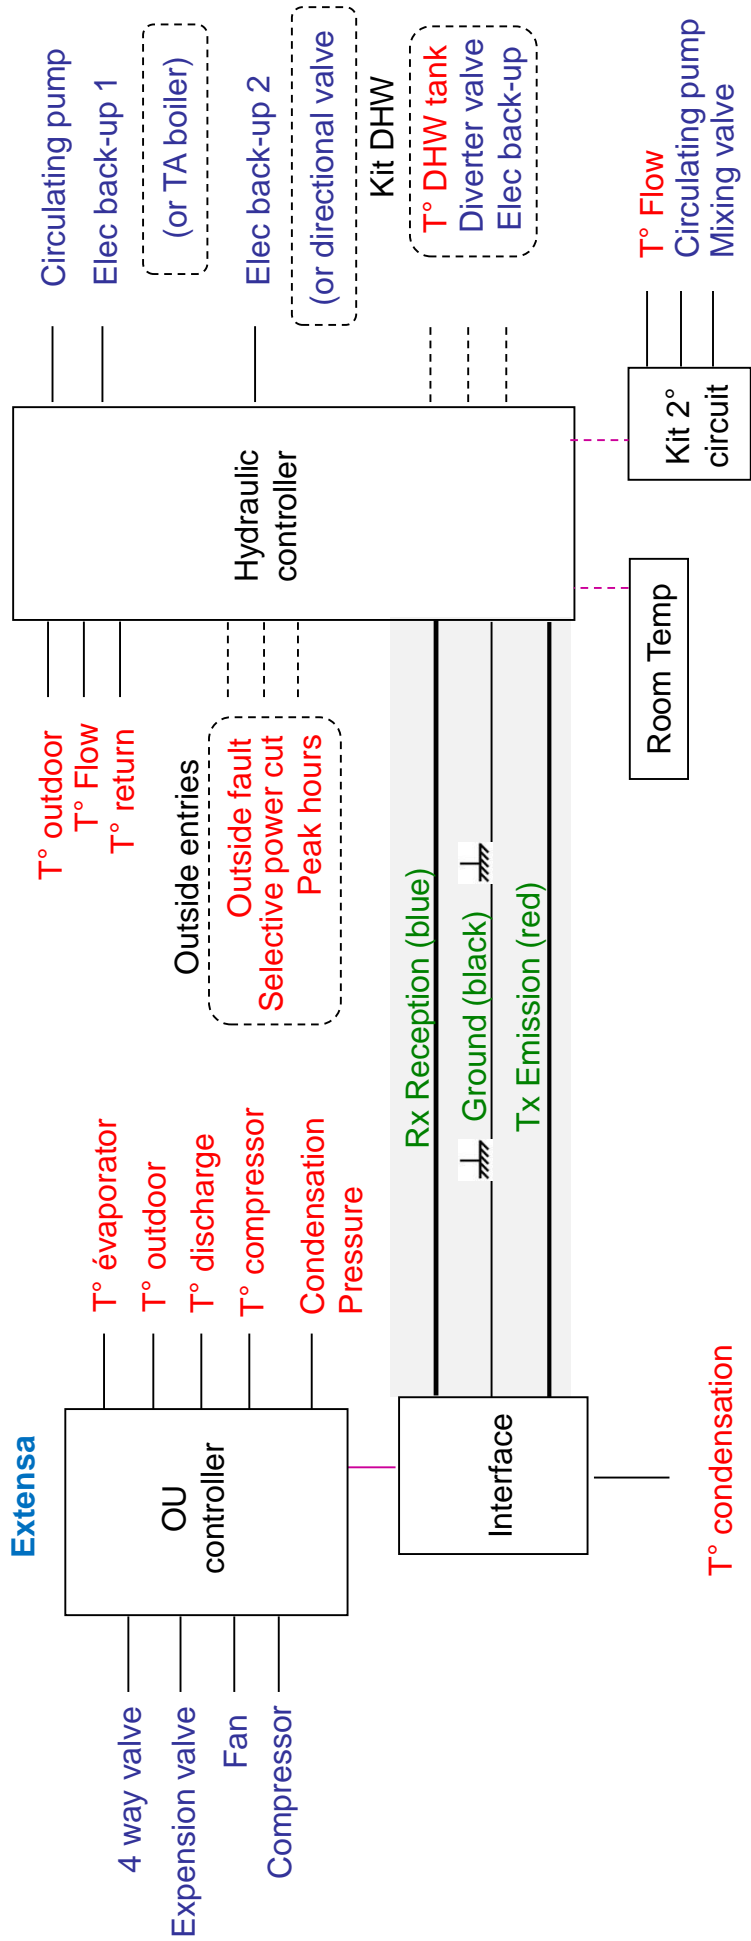 Extensa
4 way valve
Expension valve
Fan
Compressor
OU
controller
T° évaporator
T° outdoor
T° discharge
T° compressor
Condensation
Pressure
Interface
T° condensation
Rx Reception (blue)
Ground (black)
Tx Emission (red)
T° outdoor
T° Flow
T° return
Outside entries
Outside fault
Selective power cut
Peak hours
Hydraulic
controller
Room Temp
Circulating pump
Elec back-up 1
(or TA boiler)
Elec back-up 2
(or directional valve)
Kit DHW
T° DHW tank
Diverter valve
Elec back-up
Kit 2°
circuit
T° Flow
Circulating pump
Mixing valve